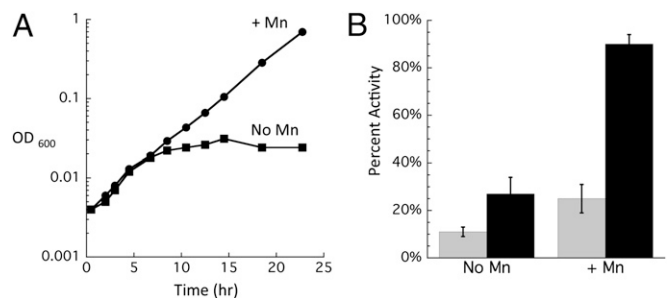 A
+ Mn
No Mn
OD 600
1
0.1
0.01
0.001
0 5 10 15 20 25
Time (hr)
B
Percent Activity
100%
80%
60%
40%
20%
0%
No Mn + Mn